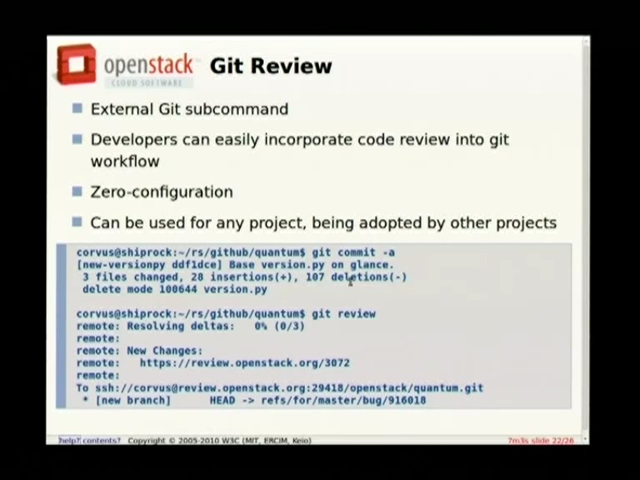 openstack
CLOUD SOFTWARE
Git Review
External Git subcommand
Developers can easily incorporate code review into git
workflow
Zero-configuration
Can be used for any project, being adopted by other projects
corvus@shiprock:~/rs/github/quantum$ git commit -a
[new-versionpy ddf1dce] Base version.py on glance.
3 files changed, 28 insertions(+), 107 deletions(-)
delete mode 100644 version.py
corvus@shiprock:~/rs/github/quantum$ git review
remote: Resolving deltas: 0% (0/3)
remote:
remote: New Changes:
remote: https://review.openstack.org/3072
remote:
To ssh://corvus@review.openstack.org:29418/openstack/quantum.git
* [new branch] HEAD -> refs/for/master/bug/916018
help? contents? Copyright © 2005-2010 W3C (MIT, ERCIM, Keio) 7m3s slide 22/26